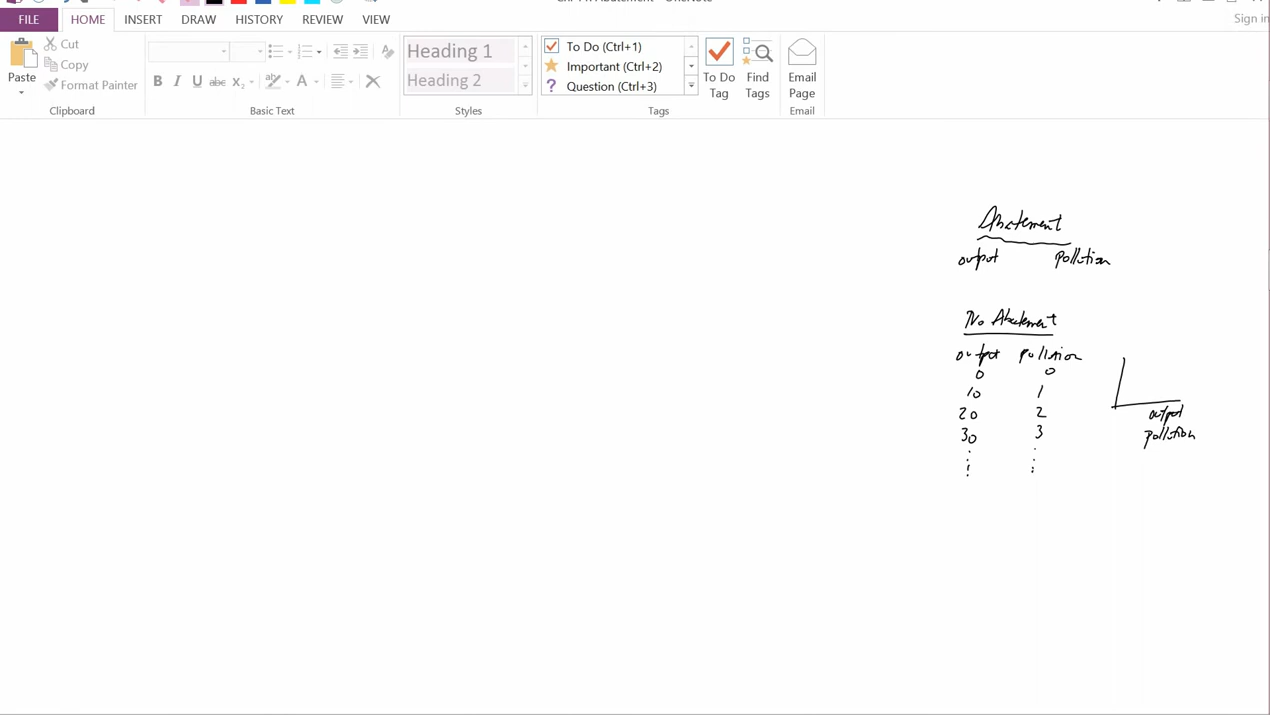 FILE HOME INSERT DRAW HISTORY REVIEW VIEW Sign in
Paste
Cut
Copy
Format Painter
Clipboard
B I U abc X₂ A
Basic Text
Heading 1
Heading 2
Styles
To Do (Ctrl+1)
Important (Ctrl+2)
Question (Ctrl+3)
To Do Tag
Find Tags
Tags
Email Page
Email
Abatement
output pollution
No Abatement
output pollution
0 0
10 1
20 2
30 3
output
pollution